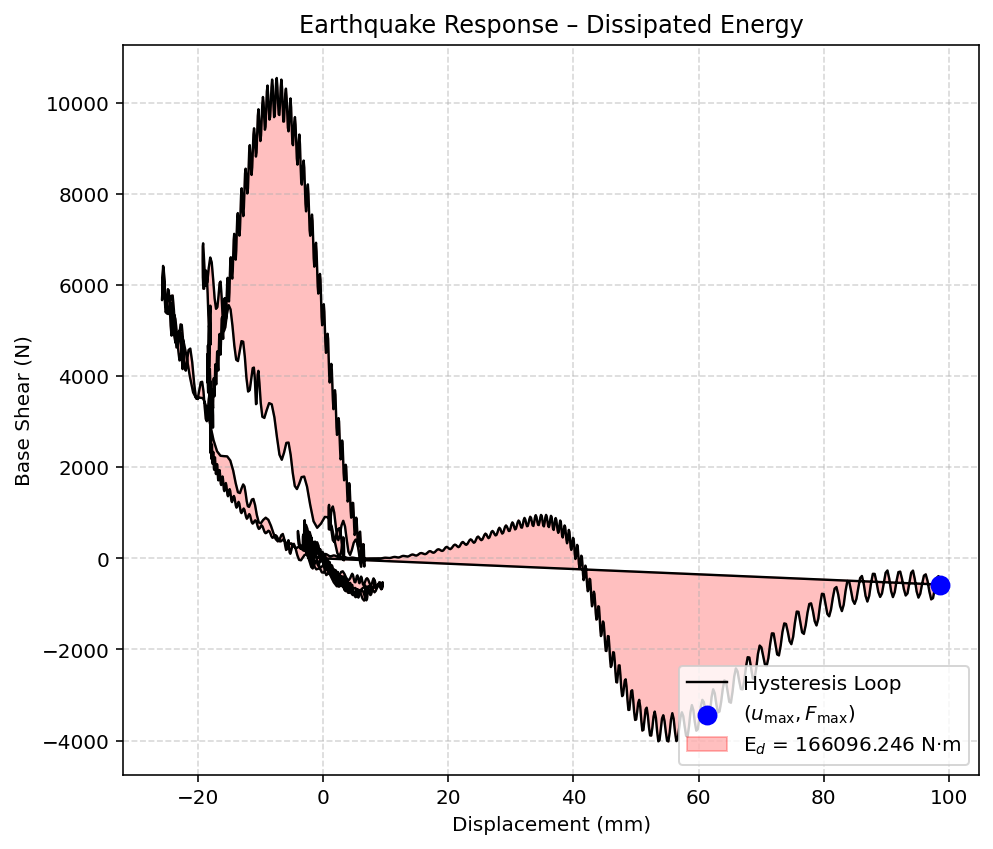 Earthquake Response – Dissipated Energy
Base Shear (N)
10000
8000
6000
4000
2000
0
−2000
−4000
Hysteresis Loop
(u_max, F_max)
E_d = 166096.246 N·m
−20 0 20 40 60 80 100
Displacement (mm)